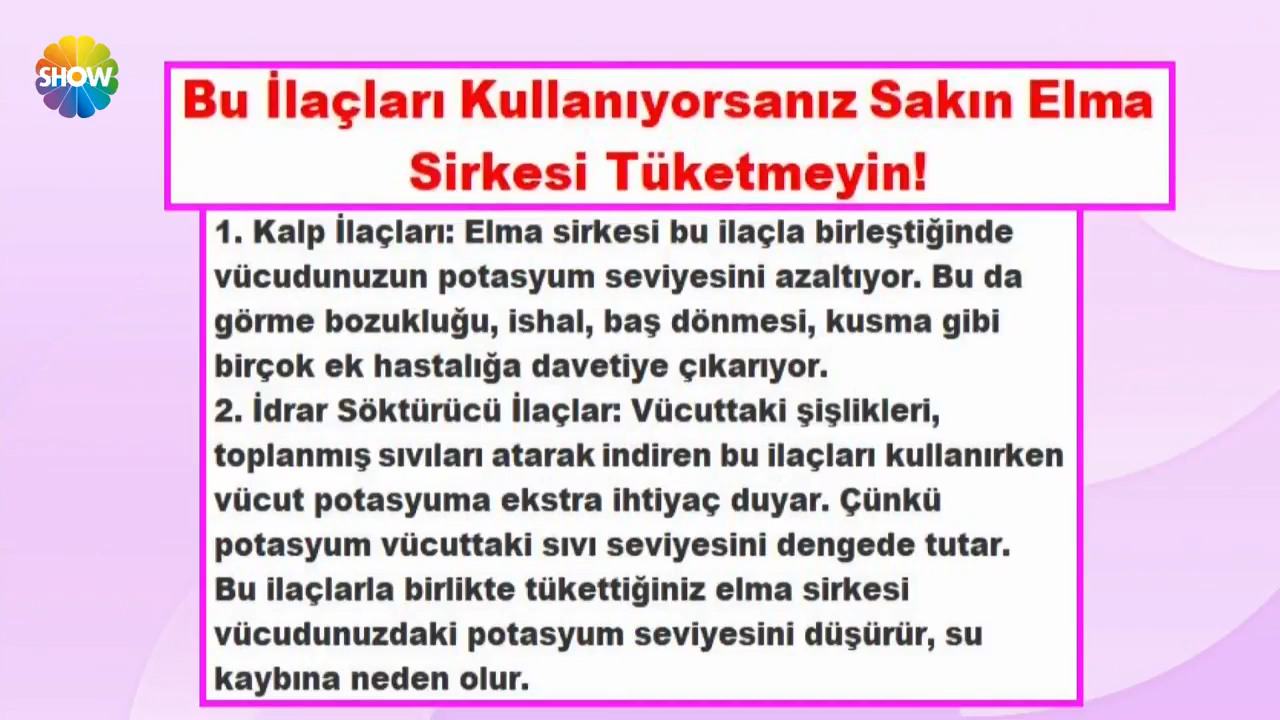 SHOW
Bu İlaçları Kullanıyorsanız Sakın Elma
Sirkesi Tüketmeyin!
1. Kalp İlaçları: Elma sirkesi bu ilaçla birleştiğinde
vücudunuzun potasyum seviyesini azaltıyor. Bu da
görme bozukluğu, ishal, baş dönmesi, kusma gibi
birçok ek hastalığa davetiye çıkarıyor.
2. İdrar Söktürücü İlaçlar: Vücuttaki şişlikleri,
toplanmış sıvıları atarak indiren bu ilaçları kullanırken
vücut potasyuma ekstra ihtiyaç duyar. Çünkü
potasyum vücuttaki sıvı seviyesini dengede tutar.
Bu ilaçlarla birlikte tükettiğiniz elma sirkesi
vücudunuzdaki potasyum seviyesini düşürür, su
kaybına neden olur.